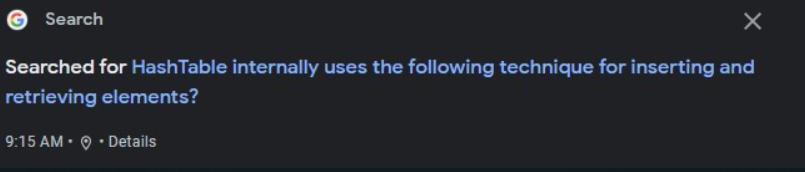 Search
Searched for HashTable internally uses the following technique for inserting and
retrieving elements?
9:15 AM • • Details